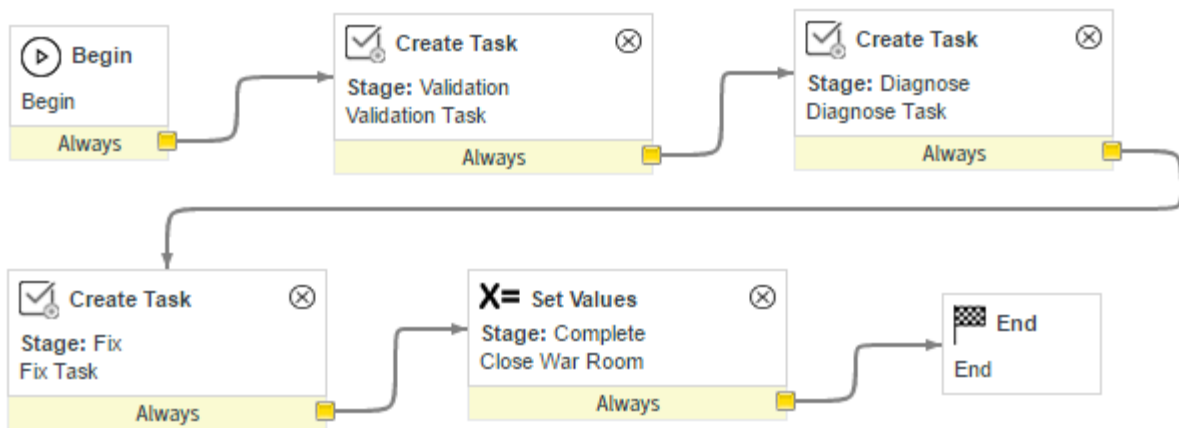 Begin
Begin
Always
Create Task
Stage: Validation
Validation Task
Always
Create Task
Stage: Diagnose
Diagnose Task
Always
Create Task
Stage: Fix
Fix Task
Always
X= Set Values
Stage: Complete
Close War Room
Always
End
End